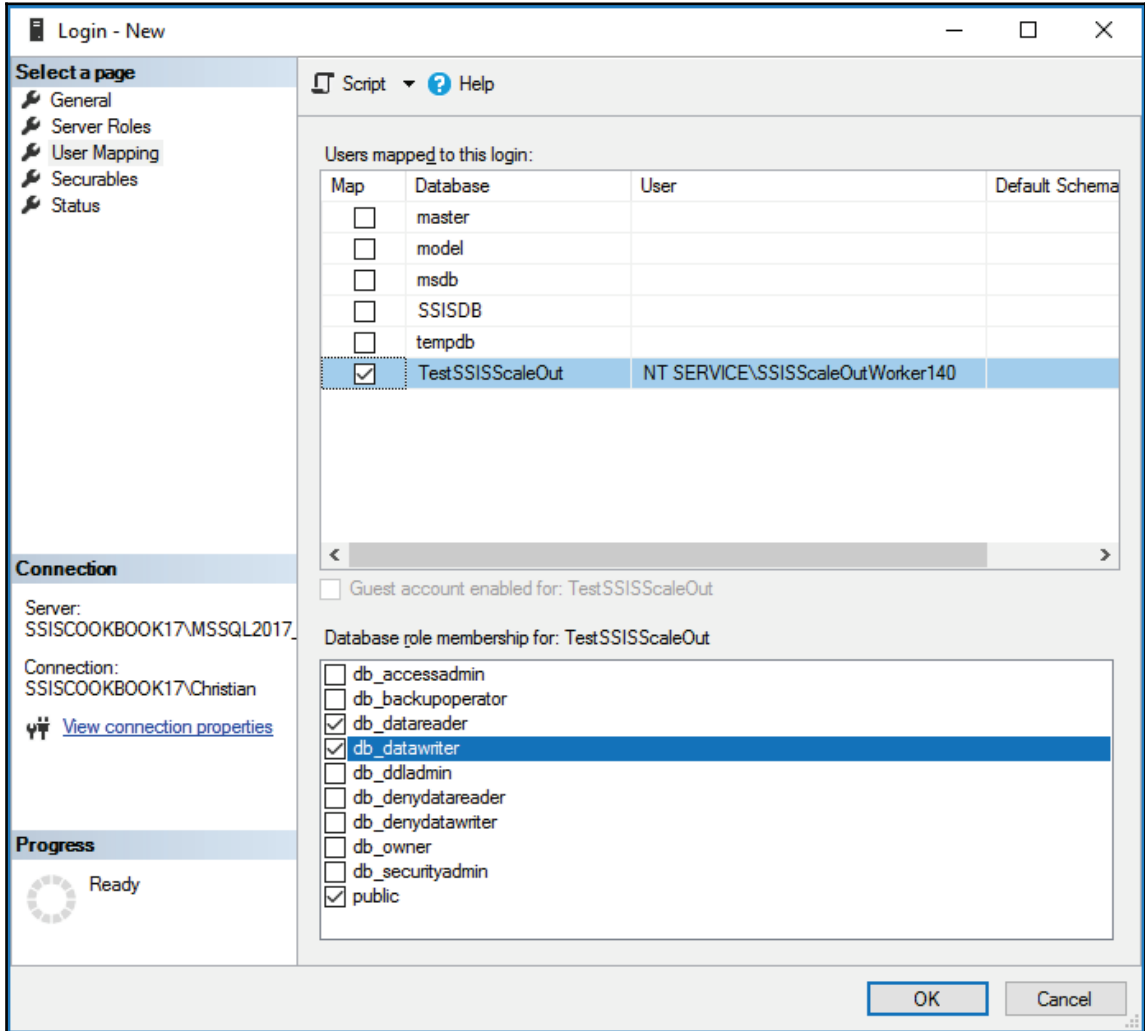 Login - New
Select a page
General
Server Roles
User Mapping
Securables
Status
Script
Help
Users mapped to this login:
Map Database User Default Schema
master
model
msdb
SSISDB
tempdb
TestSSISScaleOut NT SERVICE\SSISScaleOutWorker140
Guest account enabled for: TestSSISScaleOut
Database role membership for: TestSSISScaleOut
db_accessadmin
db_backupoperator
db_datareader
db_datawriter
db_ddladmin
db_denydatareader
db_denydatawriter
db_owner
db_securityadmin
public
Connection
Server:
SSISCOOKBOOK17\MSSQL2017_
Connection:
SSISCOOKBOOK17\Christian
View connection properties
Progress
Ready
OK
Cancel